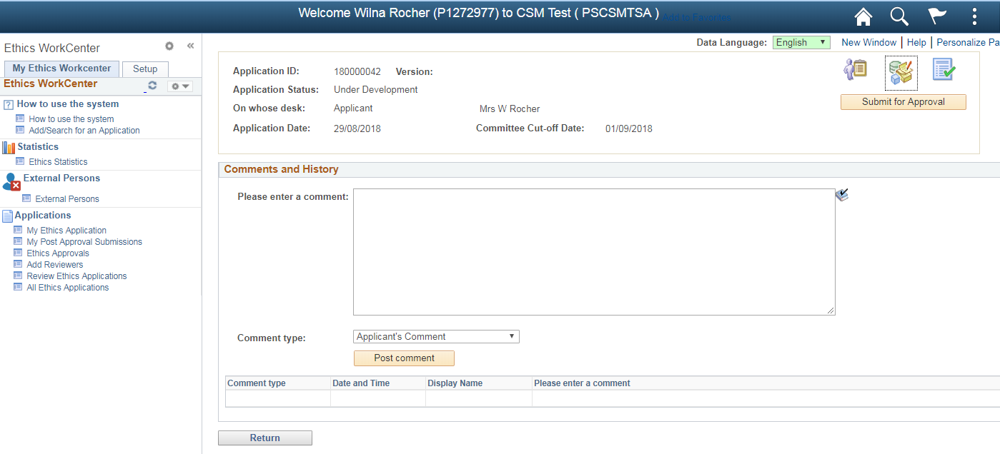 Welcome Wilna Rocher (P1272977) to CSM Test ( PSCSMTSA ) Add to Favorites
Ethics WorkCenter
Data Language: English New Window Help Personalize Pa
My Ethics Workcenter Setup
Ethics WorkCenter
How to use the system
How to use the system
Add/Search for an Application
Statistics
Ethics Statistics
External Persons
External Persons
Applications
My Ethics Application
My Post Approval Submissions
Ethics Approvals
Add Reviewers
Review Ethics Applications
All Ethics Applications
Application ID: 180000042 Version:
Application Status: Under Development
On whose desk: Applicant Mrs W Rocher
Application Date: 29/08/2018 Committee Cut-off Date: 01/09/2018
Submit for Approval
Comments and History
Please enter a comment:
Comment type: Applicant's Comment
Post comment
Comment type Date and Time Display Name Please enter a comment
Return